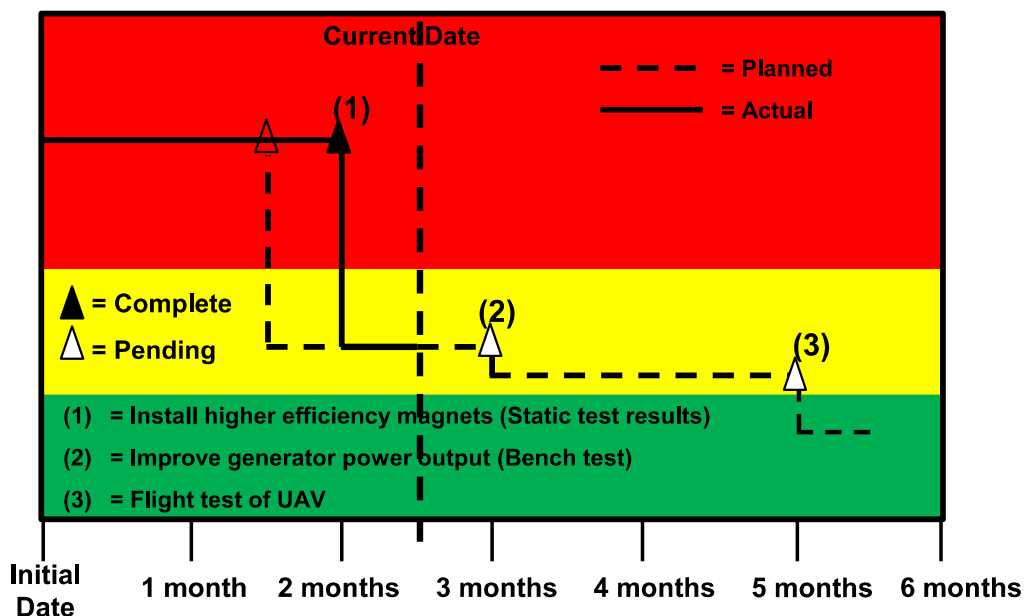 Current Date
= Planned
= Actual
(1)
= Complete
= Pending
(2)
(3)
(1) = Install higher efficiency magnets (Static test results)
(2) = Improve generator power output (Bench test)
(3) = Flight test of UAV
Initial Date
1 month
2 months
3 months
4 months
5 months
6 months